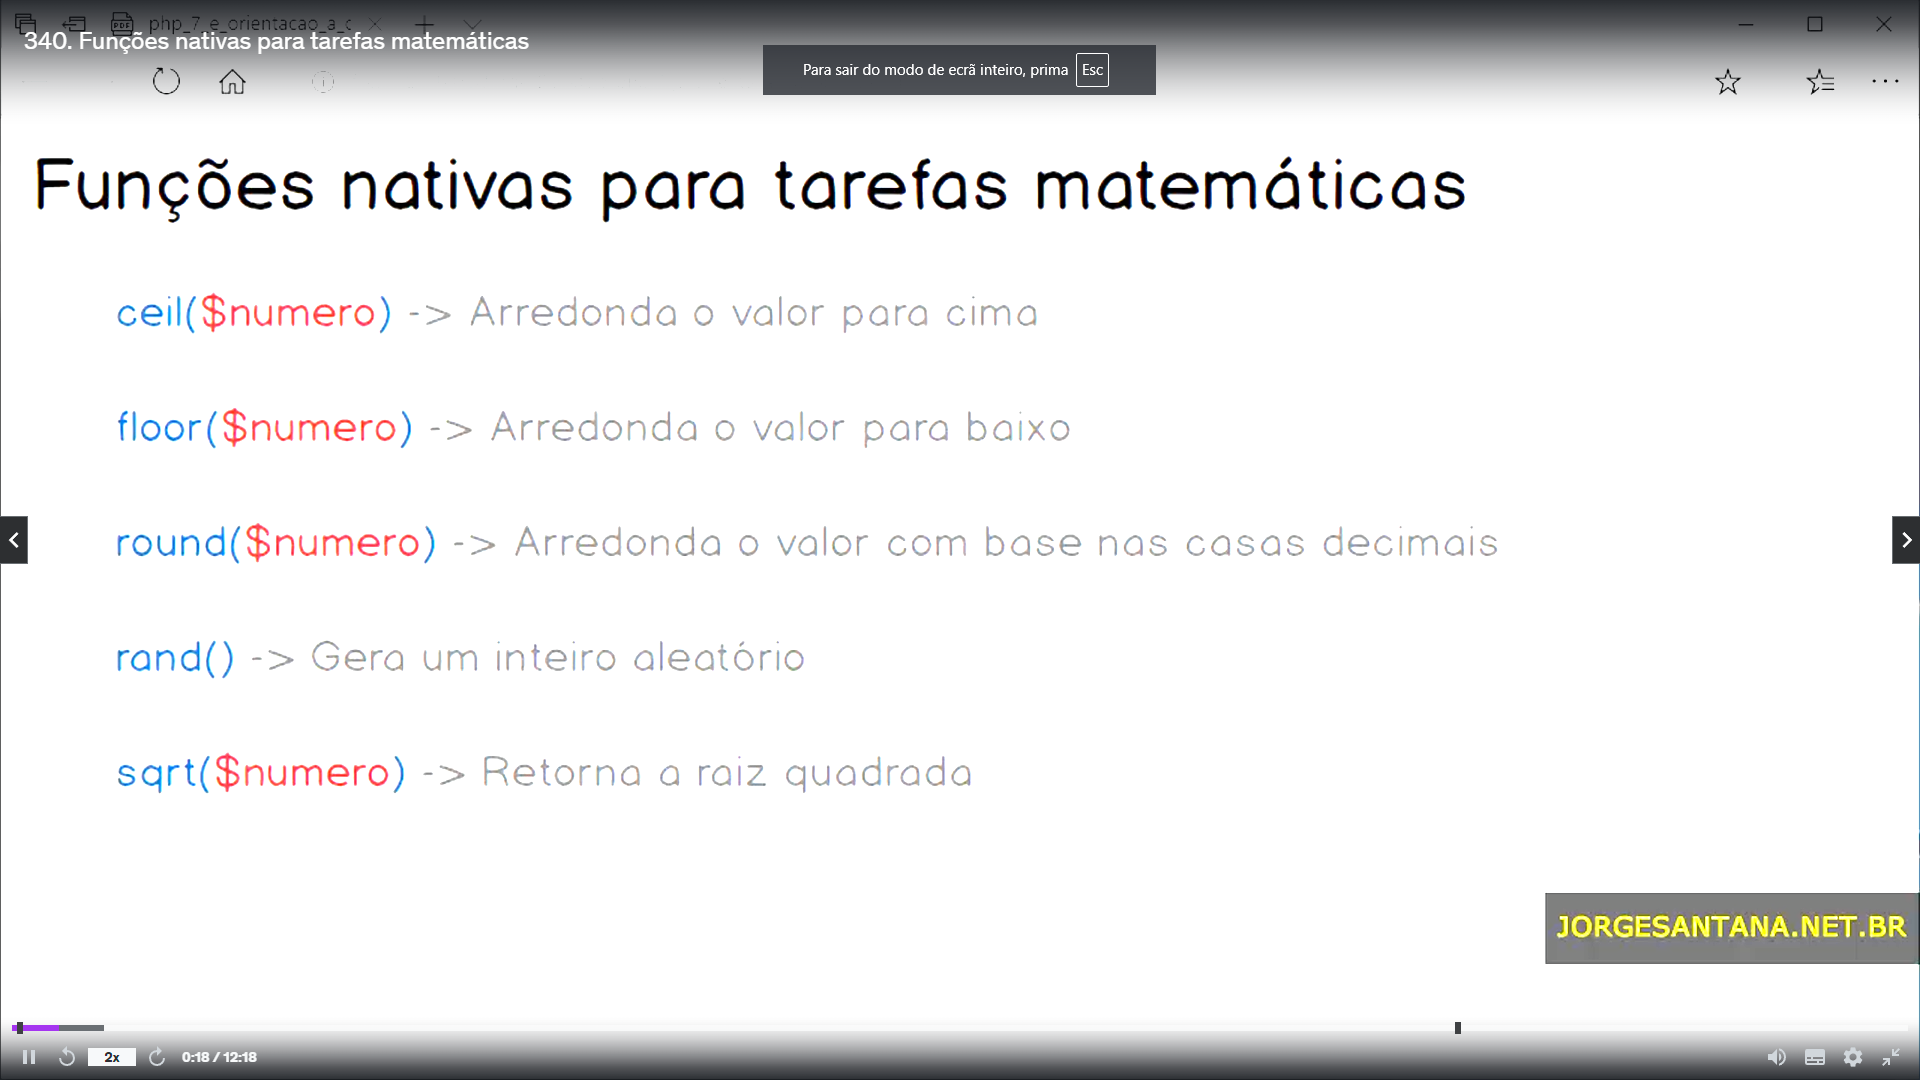 php_7_e_orientacao_a_c
340. Funções nativas para tarefas matemáticas
Para sair do modo de ecrã inteiro, prima Esc
Funções nativas para tarefas matemáticas
ceil($numero) -> Arredonda o valor para cima
floor($numero) -> Arredonda o valor para baixo
round($numero) -> Arredonda o valor com base nas casas decimais
rand() -> Gera um inteiro aleatório
sqrt($numero) -> Retorna a raiz quadrada
JORGESANTANA.NET.BR
2x 0:18 / 12:18